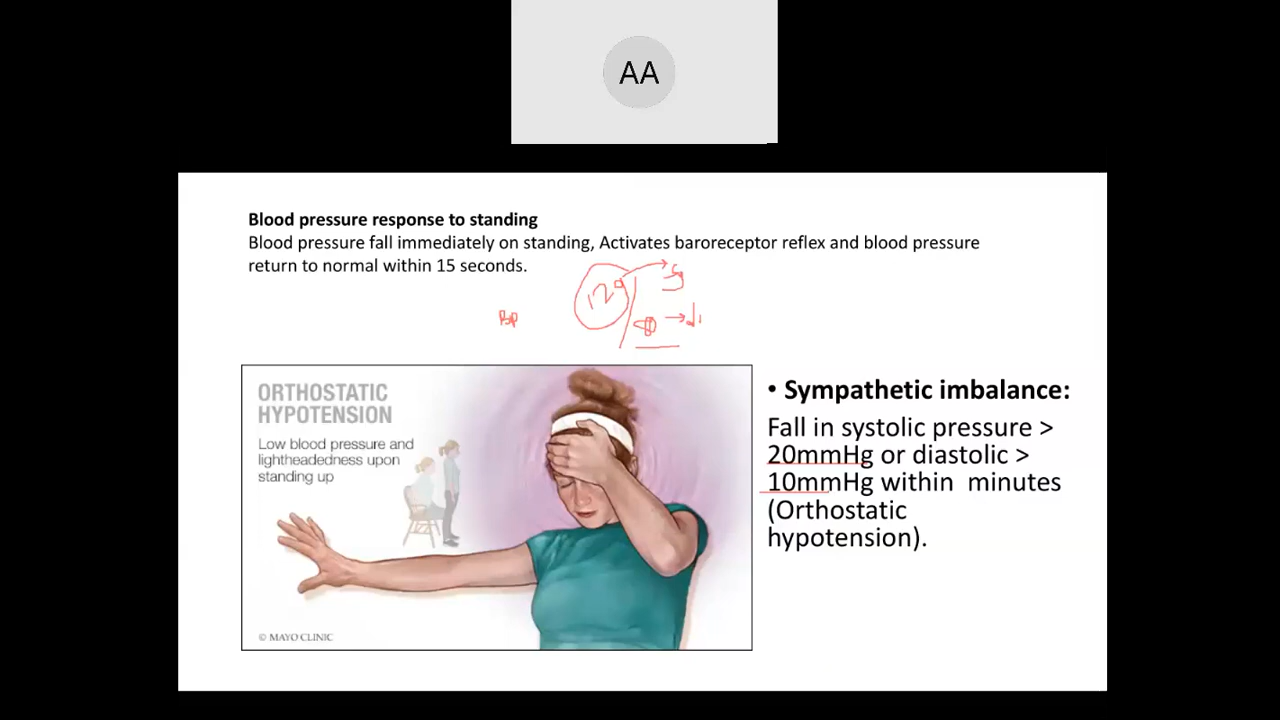 AA
Blood pressure response to standing
Blood pressure fall immediately on standing, Activates baroreceptor reflex and blood pressure
return to normal within 15 seconds.
120
BP
ORTHOSTATIC
HYPOTENSION
Low blood pressure and
lightheadedness upon
standing up
© MAYO CLINIC
• Sympathetic imbalance:
Fall in systolic pressure >
20mmHg or diastolic >
10mmHg within minutes
(Orthostatic
hypotension).